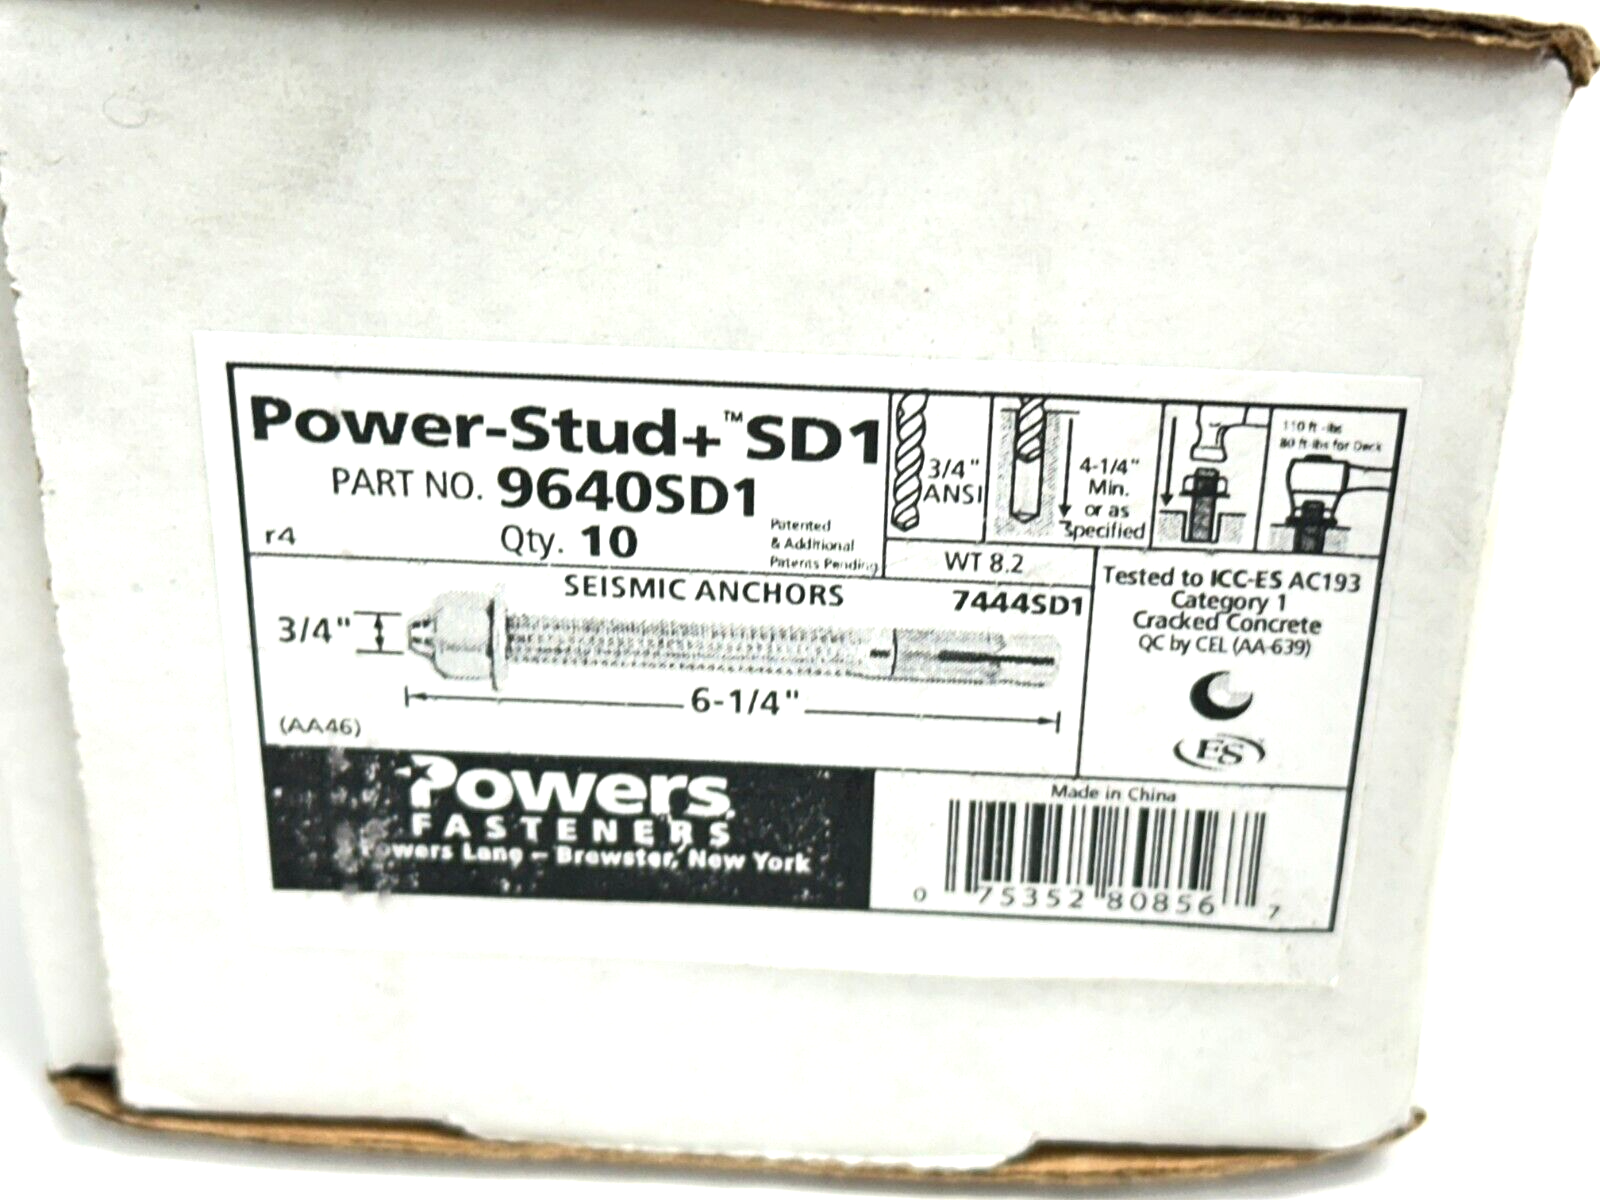 Power-Stud+™ SD1
PART NO. 9640SD1
r4
Qty. 10
Patented
& Additional
Patents Pending
3/4"
ANSI
4-1/4"
Min.
or as
Specified
110 ft-lbs
80 ft-lbs for Deck
WT 8.2
SEISMIC ANCHORS
7444SD1
3/4"
6-1/4"
(AA46)
Tested to ICC-ES AC193
Category 1
Cracked Concrete
QC by CEL (AA-639)
ES
Powers
FASTENERS
Powers Lane – Brewster, New York
Made in China
0 75352 80856 7